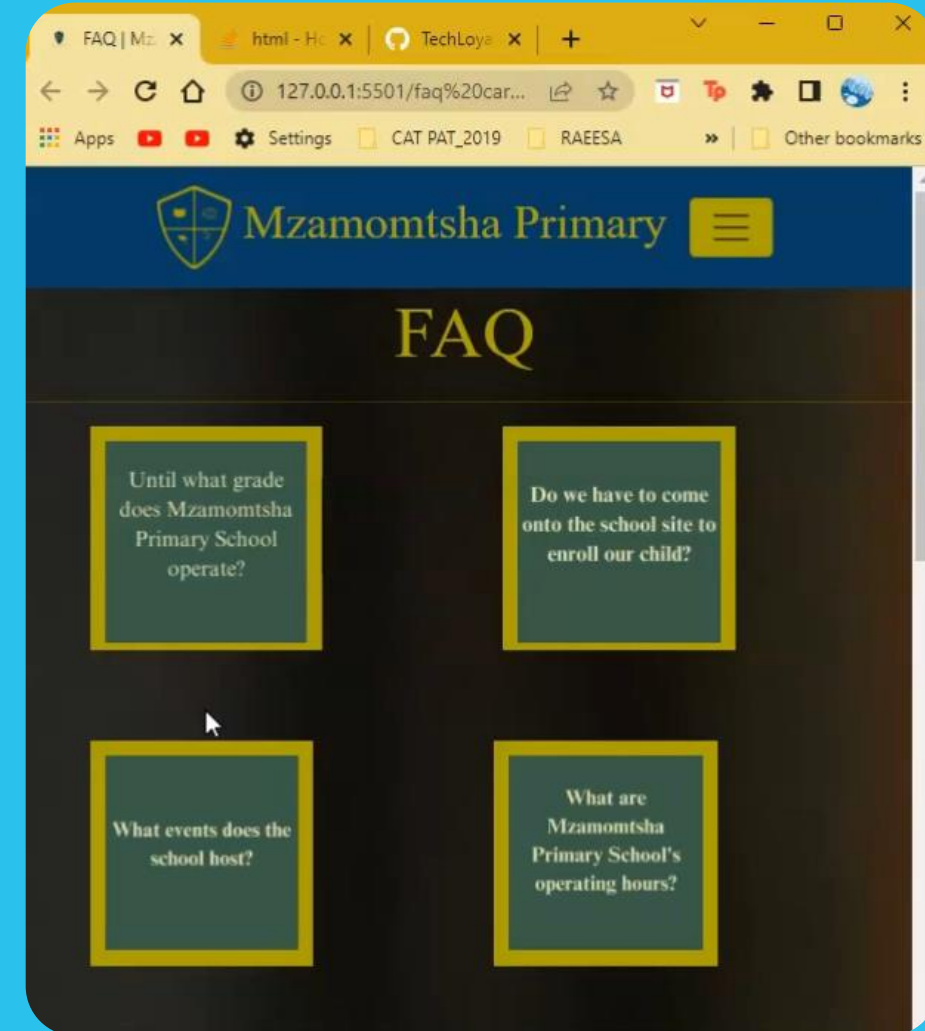 FAQ | Mz
html - Ho
TechLoya
127.0.0.1:5501/faq%20car...
Tp
Apps
Settings
CAT PAT_2019
RAEESA
»
Other bookmarks
Mzamomtsha Primary
FAQ
Until what grade
does Mzamomtsha
Primary School
operate?
Do we have to come
onto the school site to
enroll our child?
What events does the
school host?
What are
Mzamomtsha
Primary School's
operating hours?